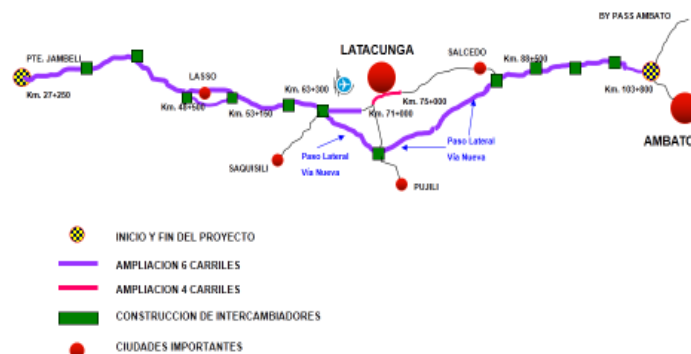 BY PASS AMBATO
PTE. JAMBELI
LATACUNGA
SALCEDO
Km. 88+500
LASSO
Km. 63+300
Km. 27+250
Km. 48+500
Km. 53+150
Km. 71+000
Km. 75+000
Km. 103+800
AMBATO
Paso Lateral
Vía Nueva
Paso Lateral
Vía Nueva
SAQUISILI
PUJILI
INICIO Y FIN DEL PROYECTO
AMPLIACION 6 CARRILES
AMPLIACION 4 CARRILES
CONSTRUCCION DE INTERCAMBIADORES
CIUDADES IMPORTANTES